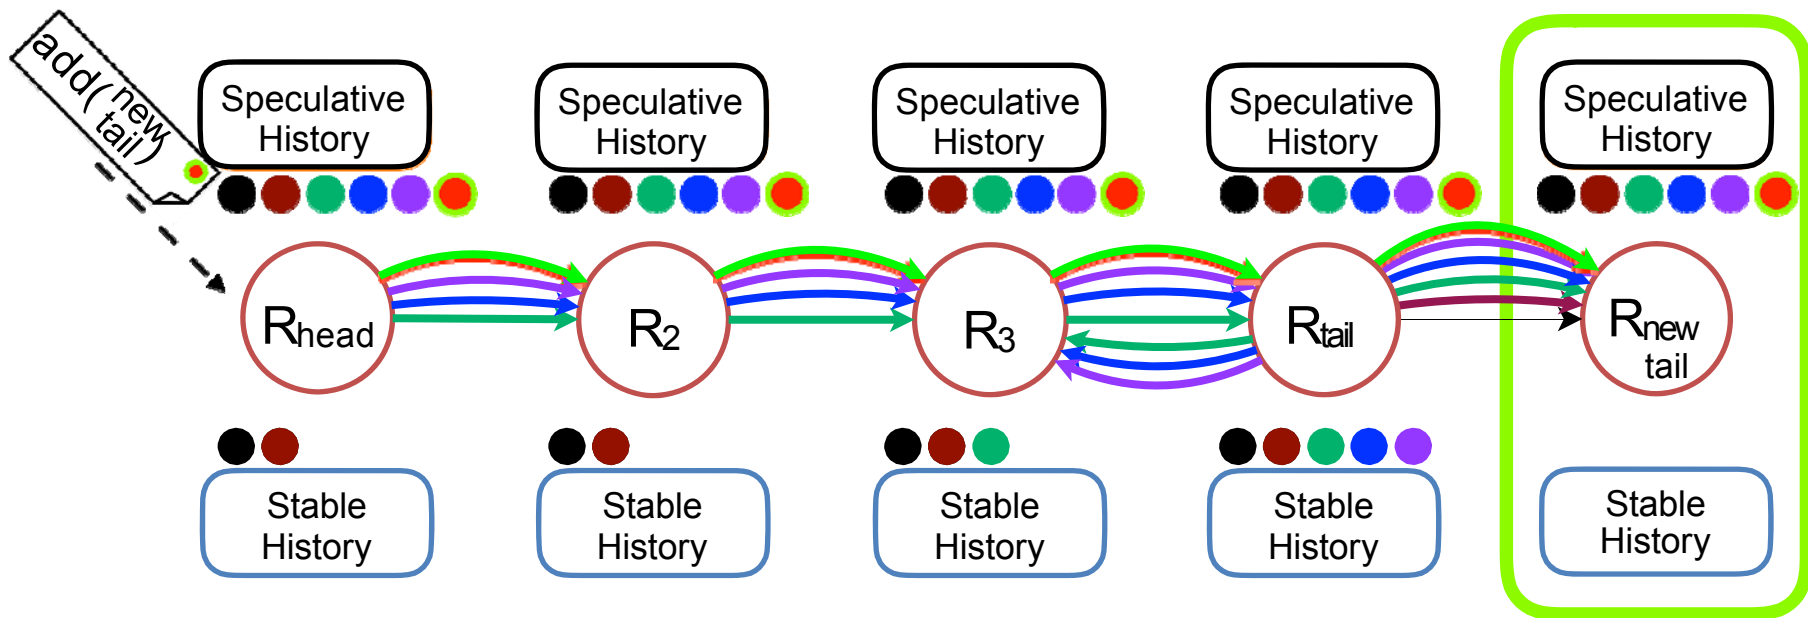 add(new
tail)
Speculative
History
Speculative
History
Speculative
History
Speculative
History
Speculative
History
Rhead
R2
R3
Rtail
Rnew
tail
Stable
History
Stable
History
Stable
History
Stable
History
Stable
History